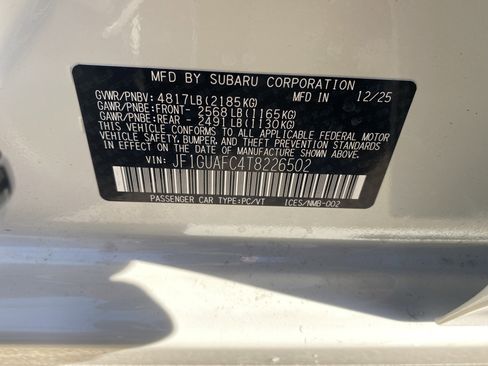 MFD BY SUBARU CORPORATION
GVWR/PNBV: 4817LB(2185KG) MFD IN 12/25
GAWR/PNBE:FRONT- 2568LB(1165KG)
GAWR/PNBE:REAR - 2491LB(1130KG)
THIS VEHICLE CONFORMS TO ALL APPLICABLE FEDERAL MOTOR
VEHICLE SAFETY, BUMPER, AND THEFT PREVENTION STANDARDS
IN EFFECT ON THE DATE OF MANUFACTURE SHOWN ABOVE.
VIN: JF1GUAFC4T8226502
PASSENGER CAR TYPE:PC/VT ICES/NMB-002